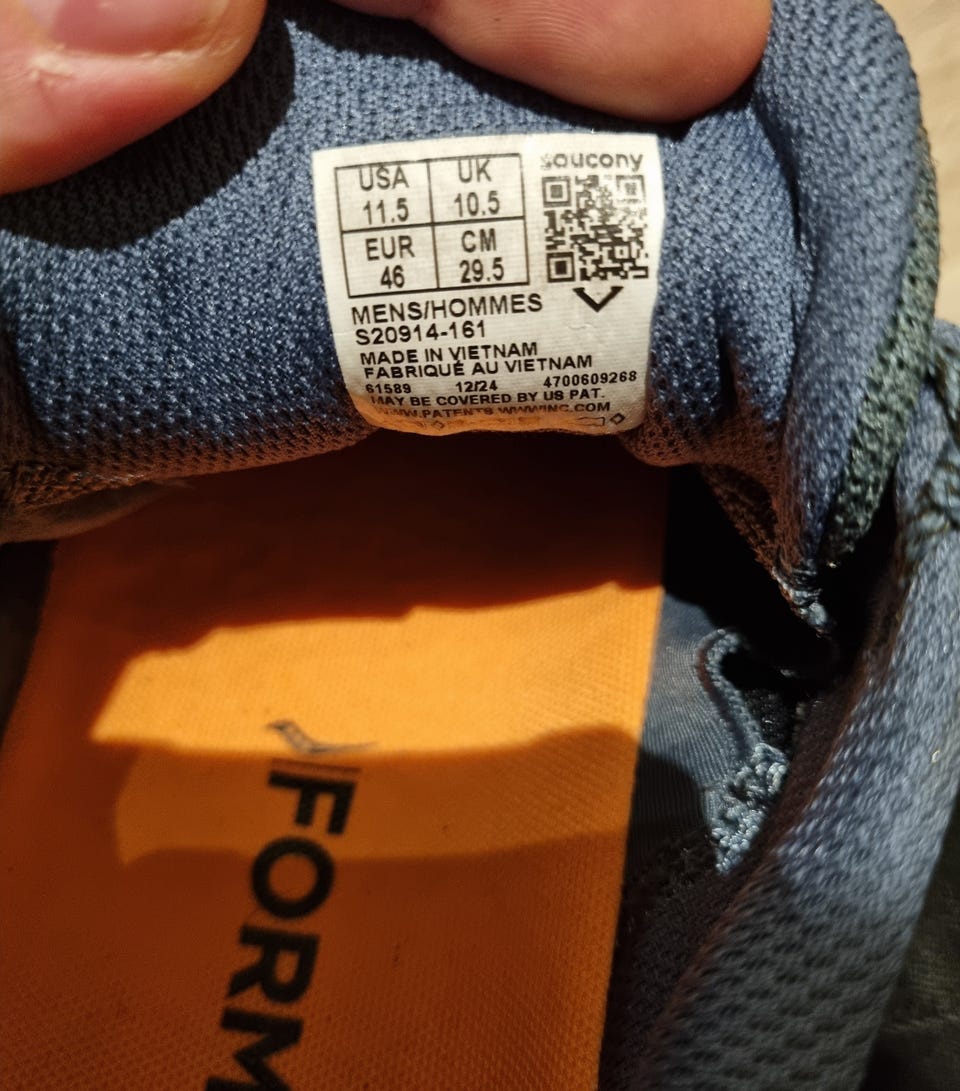 saucony
USA UK
11.5 10.5
EUR CM
46 29.5
MENS/HOMMES
S20914-161
MADE IN VIETNAM
FABRIQUÉ AU VIETNAM
61589 12/24 4700609268
MAY BE COVERED BY US PAT.
WWW.PATENTS WWWINC.COM
FORM